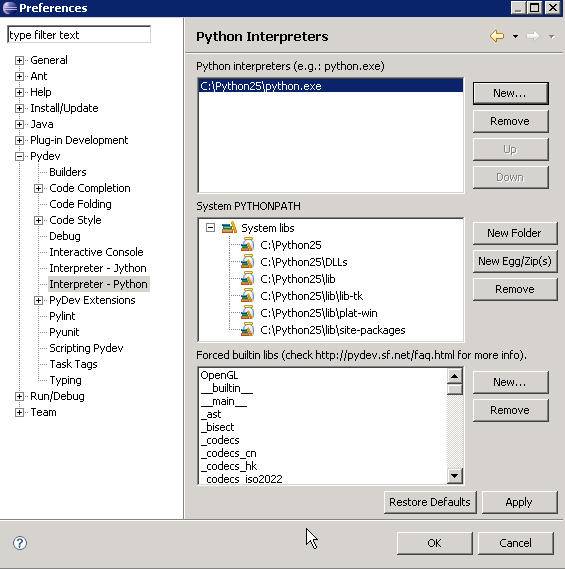 Preferences
type filter text
General
Ant
Help
Install/Update
Java
Plug-in Development
Pydev
Builders
Code Completion
Code Folding
Code Style
Debug
Interactive Console
Interpreter - Jython
Interpreter - Python
PyDev Extensions
Pylint
Pyunit
Scripting Pydev
Task Tags
Typing
Run/Debug
Team
Python Interpreters
Python interpreters (e.g.: python.exe)
C:\Python25\python.exe
New...
Remove
Up
Down
System PYTHONPATH
System libs
C:\Python25
C:\Python25\DLLs
C:\Python25\lib
C:\Python25\lib\lib-tk
C:\Python25\lib\plat-win
C:\Python25\lib\site-packages
New Folder
New Egg/Zip(s)
Remove
Forced builtin libs (check http://pydev.sf.net/faq.html for more info).
OpenGL
__builtin__
__main__
_ast
_bisect
_codecs
_codecs_cn
_codecs_hk
_codecs_iso2022
New...
Remove
Restore Defaults
Apply
?
OK
Cancel